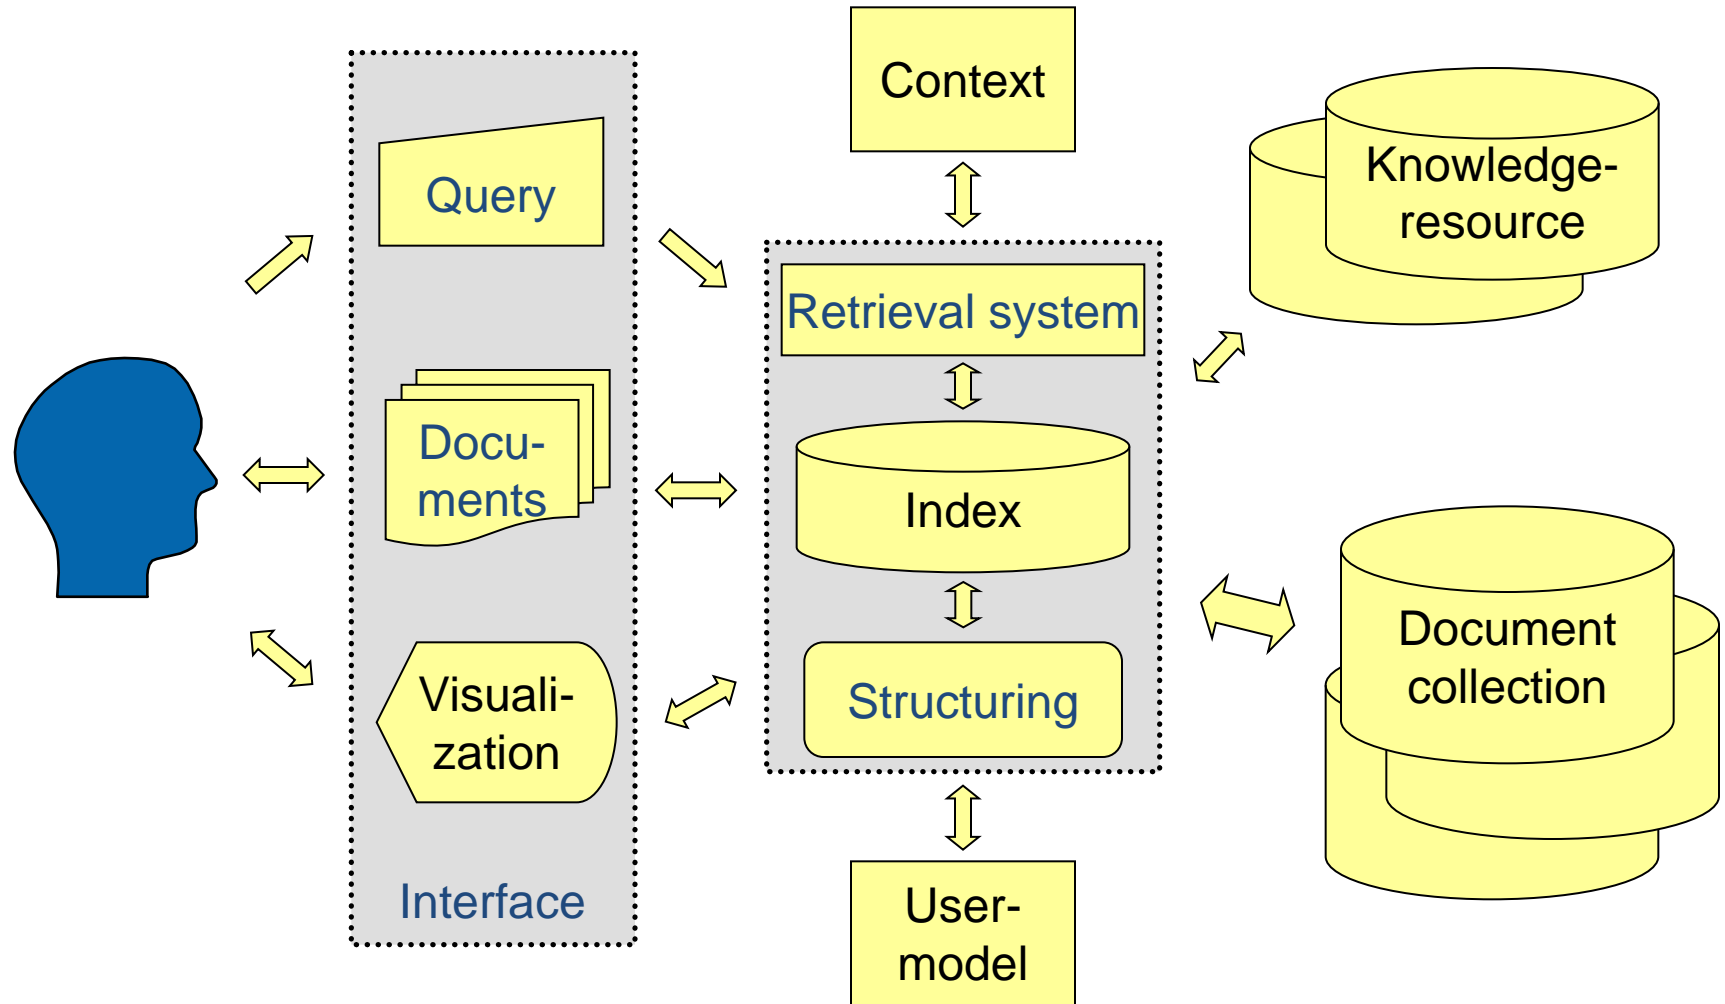 Context
Knowledge-
resource
Query
Retrieval system
Docu-
ments
Index
Document
collection
Visuali-
zation
Structuring
Interface
User-
model